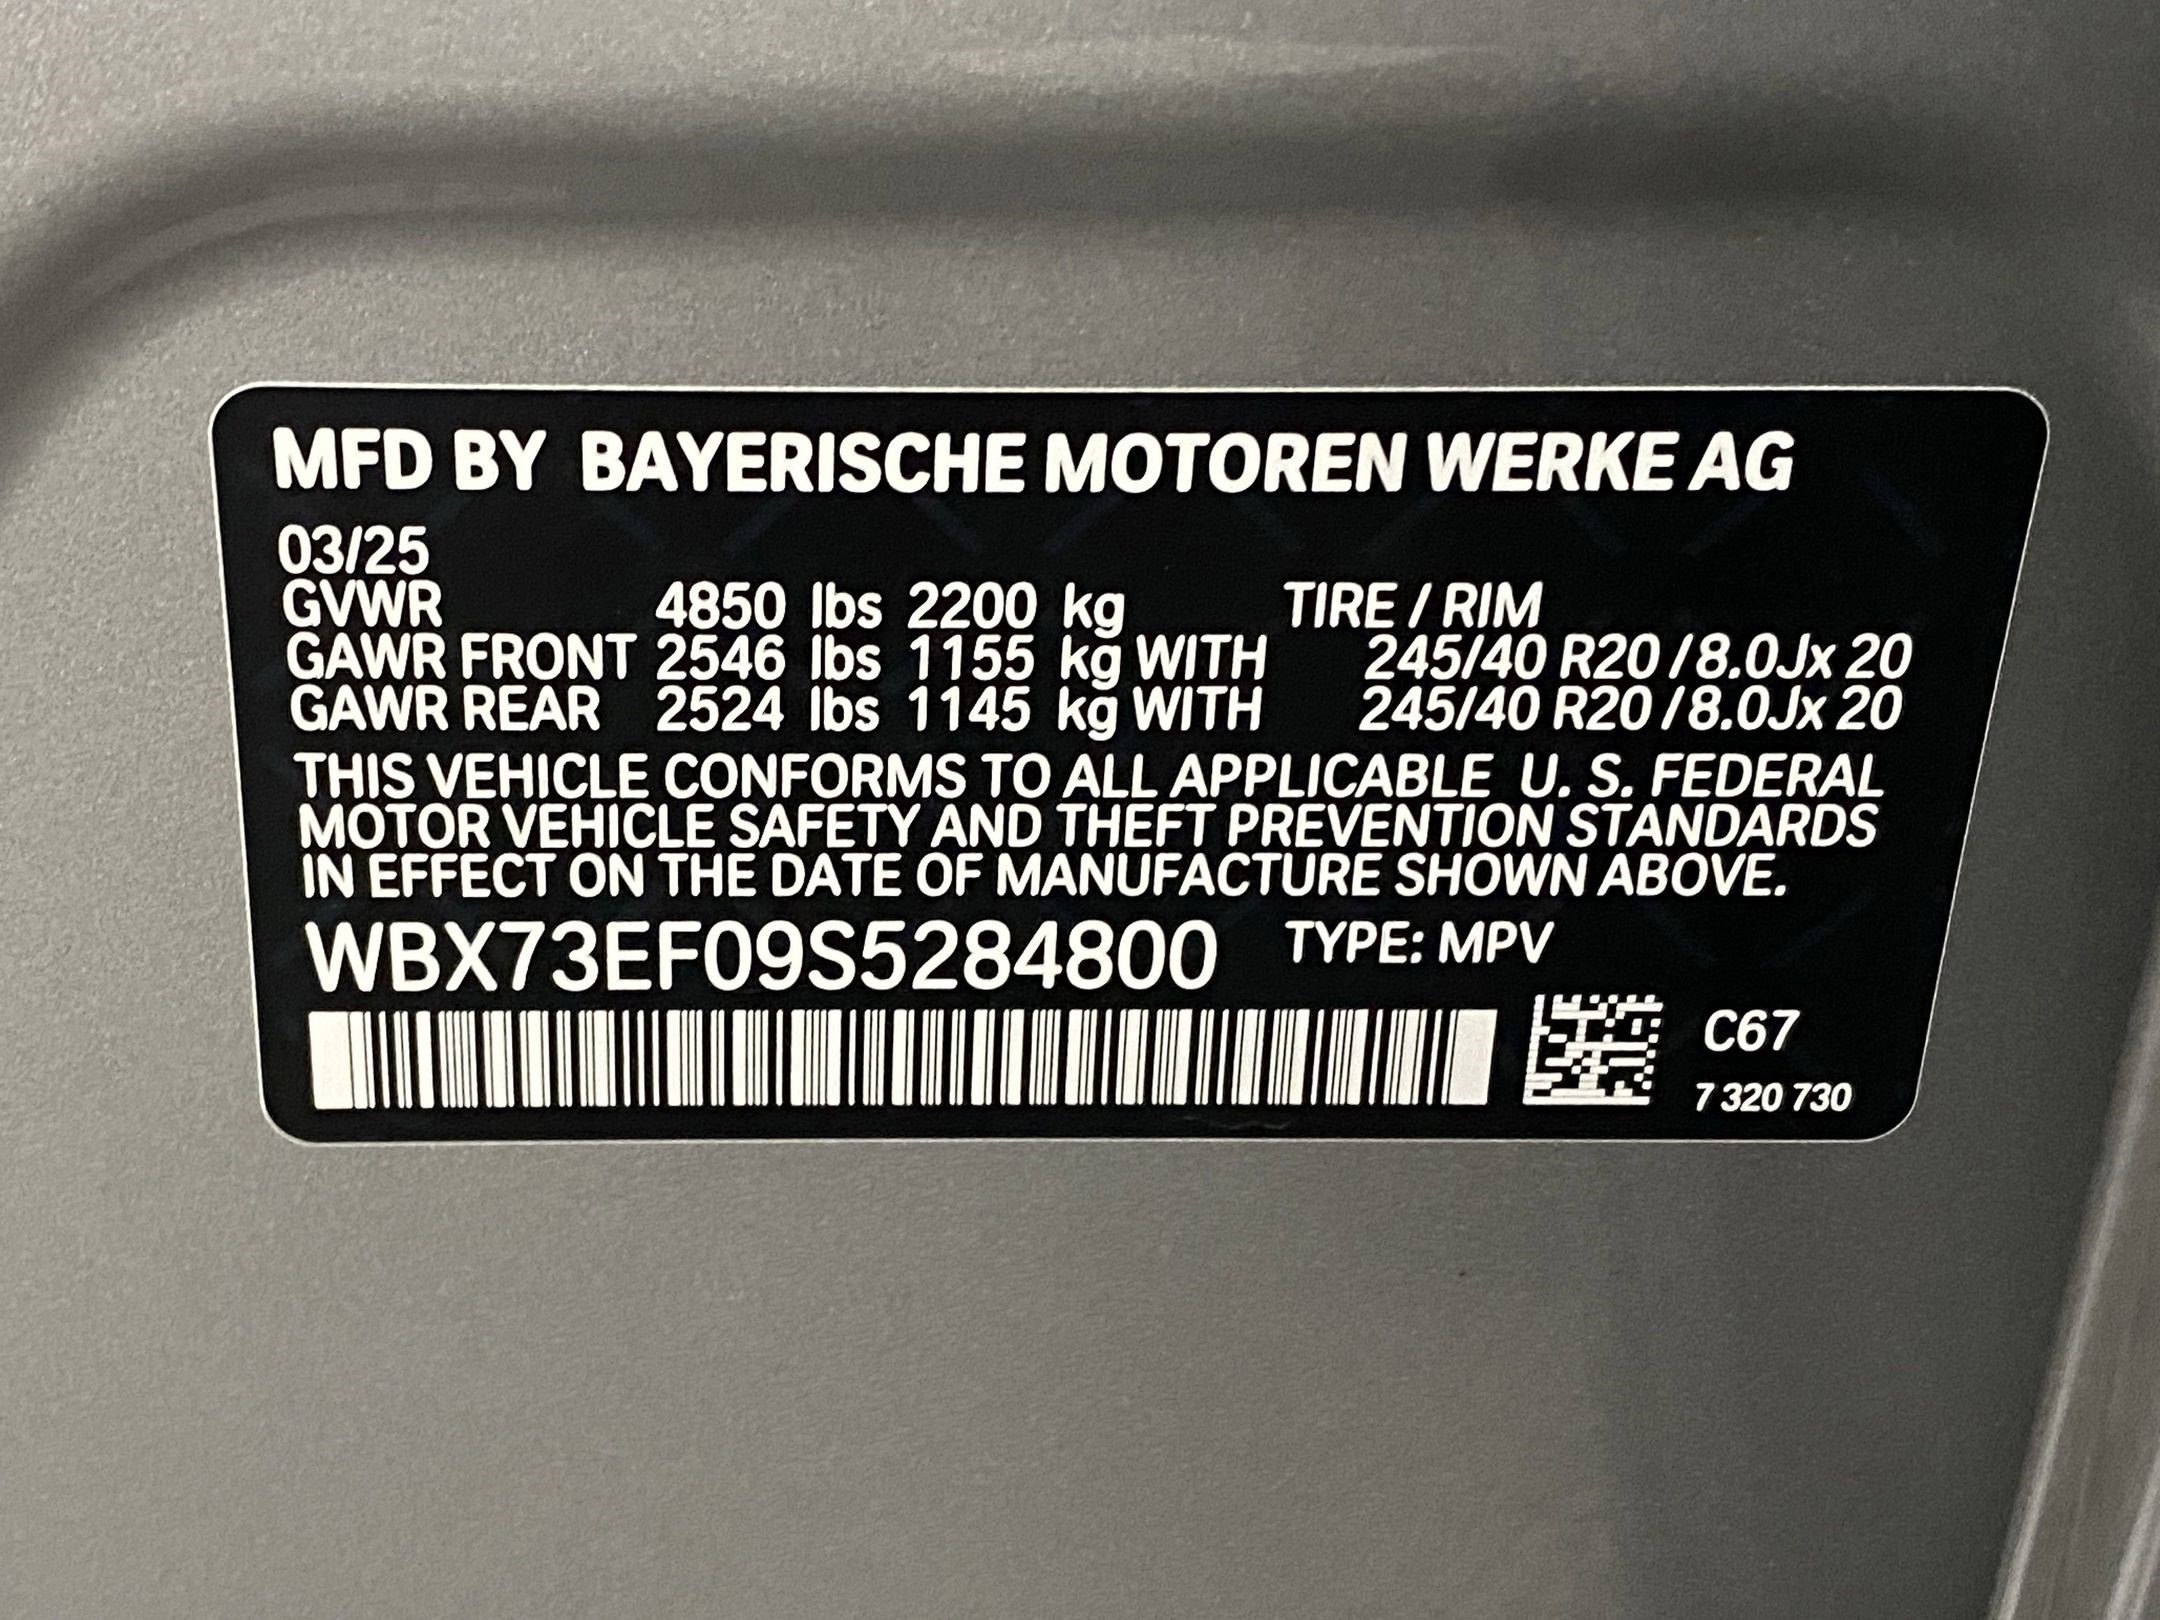 MFD BY BAYERISCHE MOTOREN WERKE AG
03/25
GVWR 4850 lbs 2200 kg TIRE / RIM
GAWR FRONT 2546 lbs 1155 kg WITH 245/40 R20 / 8.0Jx 20
GAWR REAR 2524 lbs 1145 kg WITH 245/40 R20 / 8.0Jx 20
THIS VEHICLE CONFORMS TO ALL APPLICABLE U. S. FEDERAL
MOTOR VEHICLE SAFETY AND THEFT PREVENTION STANDARDS
IN EFFECT ON THE DATE OF MANUFACTURE SHOWN ABOVE.
WBX73EF09S5284800 TYPE: MPV
C67
7 320 730